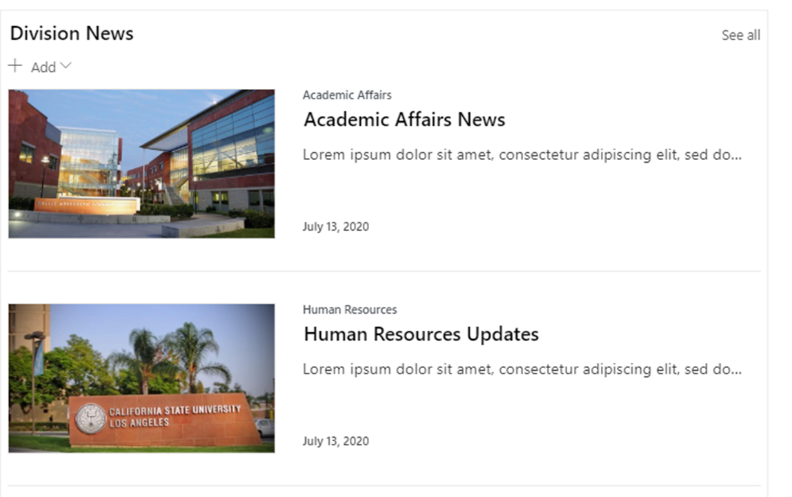 Division News
See all
Add
Academic Affairs
Academic Affairs News
Lorem ipsum dolor sit amet, consectetur adipiscing elit, sed do...
July 13, 2020
Human Resources
Human Resources Updates
Lorem ipsum dolor sit amet, consectetur adipiscing elit, sed do...
CALIFORNIA STATE UNIVERSITY
LOS ANGELES
July 13, 2020